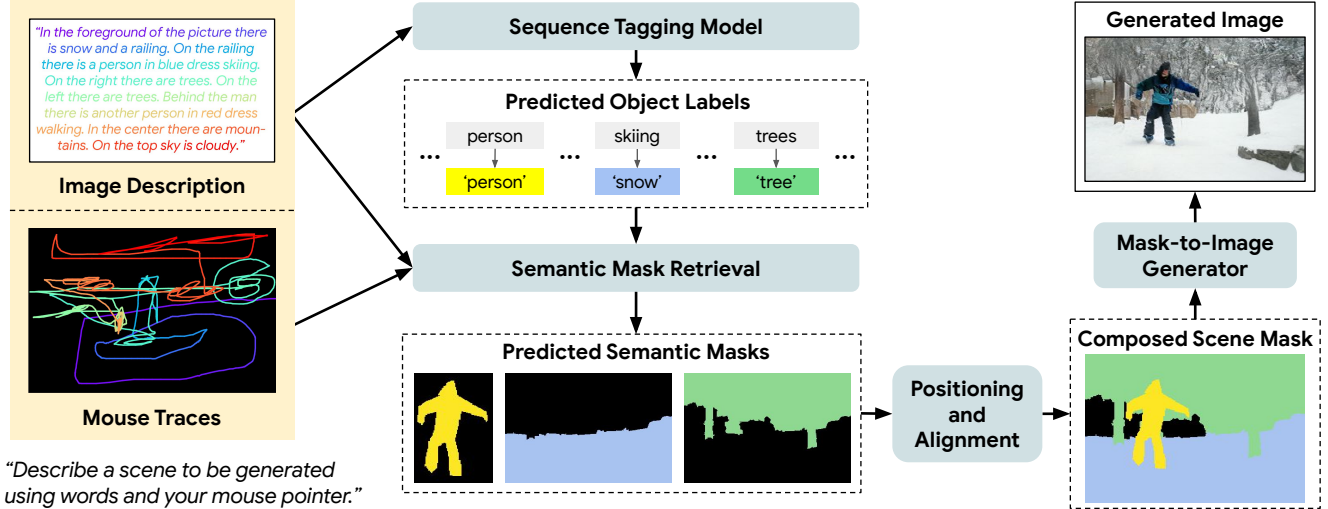 “In the foreground of the picture there
is snow and a railing. On the railing
there is a person in blue dress skiing.
On the right there are trees. On the
left there are trees. Behind the man
there is another person in red dress
walking. In the center there are moun-
tains. On the top sky is cloudy.”
Image Description
Mouse Traces
“Describe a scene to be generated
using words and your mouse pointer.”
Sequence Tagging Model
Predicted Object Labels
person skiing trees
... ... ... ...
‘person’ ‘snow’ ‘tree’
Semantic Mask Retrieval
Predicted Semantic Masks
Positioning
and
Alignment
Generated Image
Mask-to-Image
Generator
Composed Scene Mask